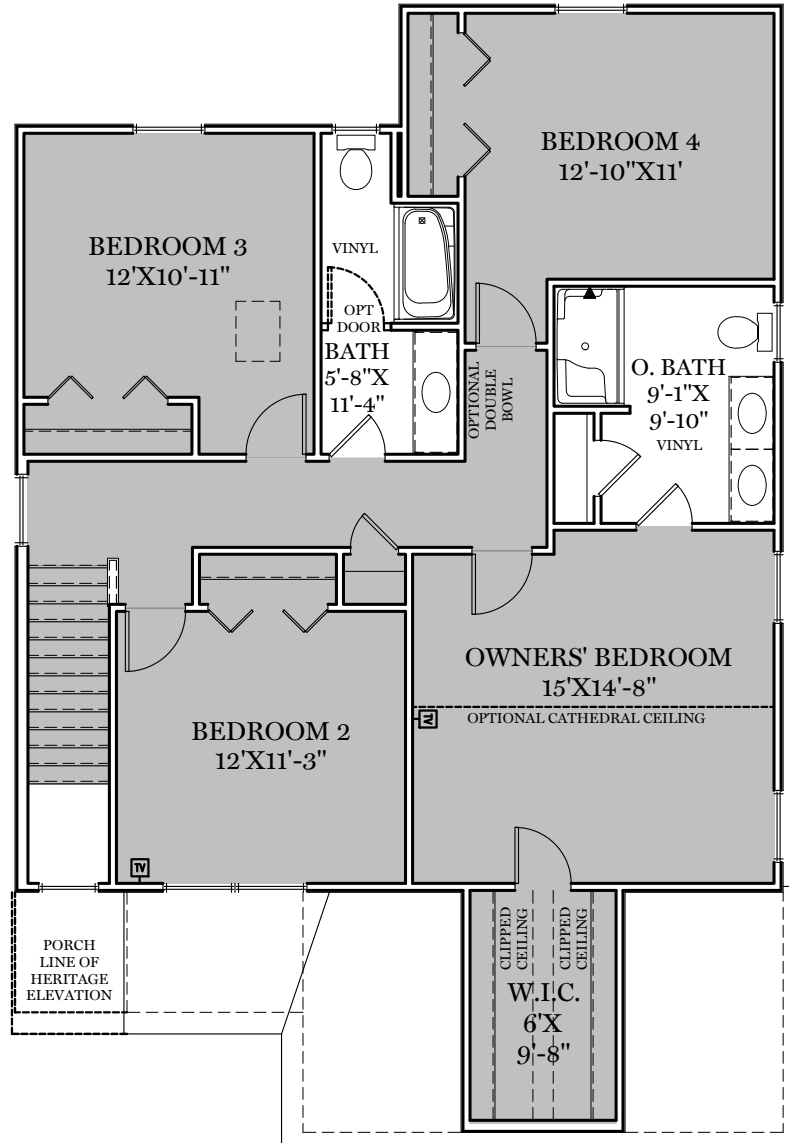 BEDROOM 4
12'-10"X11'
BEDROOM 3
12'X10'-11"
VINYL
OPT
DOOR
BATH
5'-8"X
11'-4"
OPTIONAL
DOUBLE
BOWL
O. BATH
9'-1"X
9'-10"
VINYL
OWNERS' BEDROOM
15'X14'-8"
TV
OPTIONAL CATHEDRAL CEILING
BEDROOM 2
12'X11'-3"
TV
PORCH
LINE OF
HERITAGE
ELEVATION
CLIPPED
CEILING
CLIPPED
CEILING
W.I.C.
6'X
9'-8"